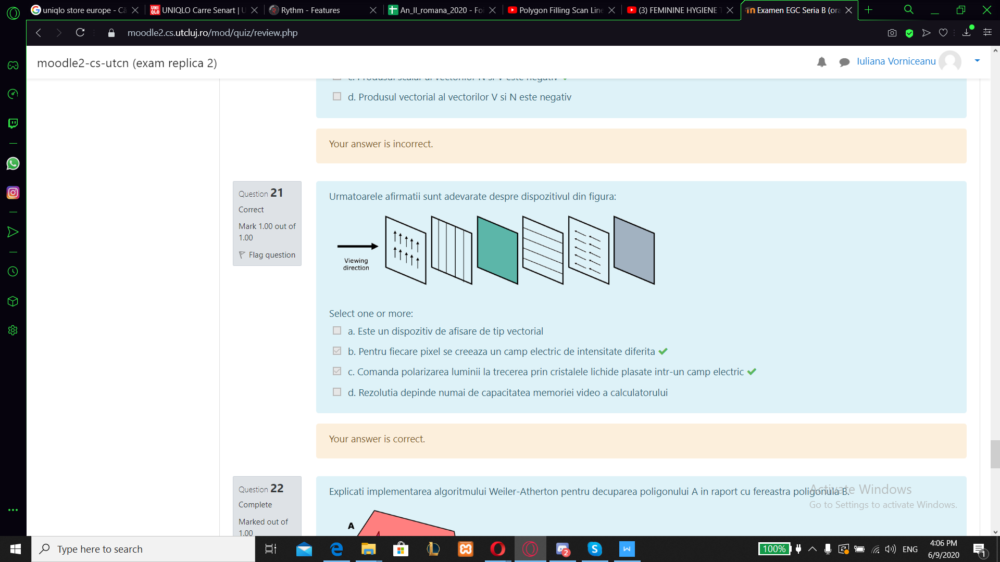 uniqlo store europe - Că
UNIQLO Carre Senart | U
Rythm - Features
An_II_romana_2020 - Foi
Polygon Filling Scan Line
(3) FEMININE HYGIENE T
Examen EGC Seria B (ora
moodle2.cs.utcluj.ro/mod/quiz/review.php
moodle2-cs-utcn (exam replica 2)
Iuliana Vorniceanu
c. Produsul scalar al vectorilor N si V este negativ
d. Produsul vectorial al vectorilor V si N este negativ
Your answer is incorrect.
Question 21
Correct
Mark 1.00 out of
1.00
Flag question
Urmatoarele afirmatii sunt adevarate despre dispozitivul din figura:
Viewing
direction
Select one or more:
a. Este un dispozitiv de afisare de tip vectorial
b. Pentru fiecare pixel se creeaza un camp electric de intensitate diferita
c. Comanda polarizarea luminii la trecerea prin cristalele lichide plasate intr-un camp electric
d. Rezolutia depinde numai de capacitatea memoriei video a calculatorului
Your answer is correct.
Question 22
Complete
Marked out of
1.00
Explicati implementarea algoritmului Weiler-Atherton pentru decuparea poligonului A in raport cu fereastra poligonula B.
A
Activate Windows
Go to Settings to activate Windows.
Type here to search
2
100%
ENG
4:06 PM
6/9/2020
1